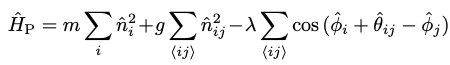 Ĥ_P = m ∑_i n̂_i^2 + g ∑_⟨ij⟩ n̂_ij^2 − λ ∑_⟨ij⟩ cos (φ̂_i + θ̂_ij − φ̂_j)